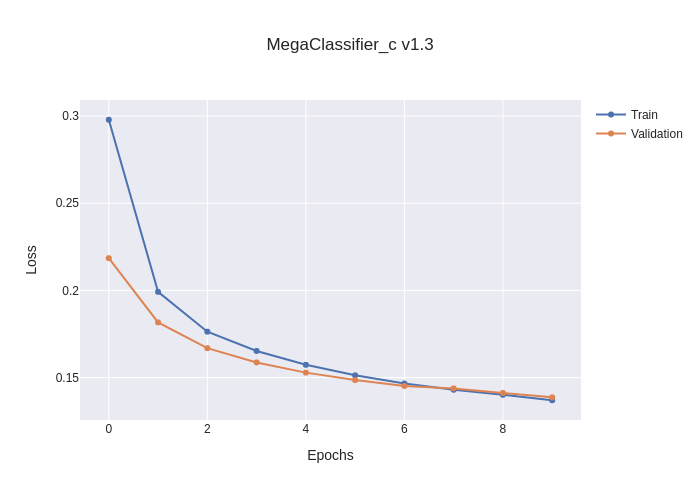 MegaClassifier_c v1.3
Train
Validation
0.3
0.25
0.2
0.15
Loss
0
2
4
6
8
Epochs